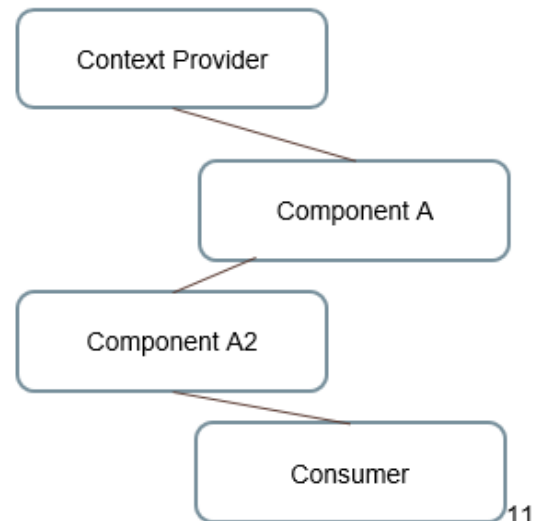 Context Provider
Component A
Component A2
Consumer
11